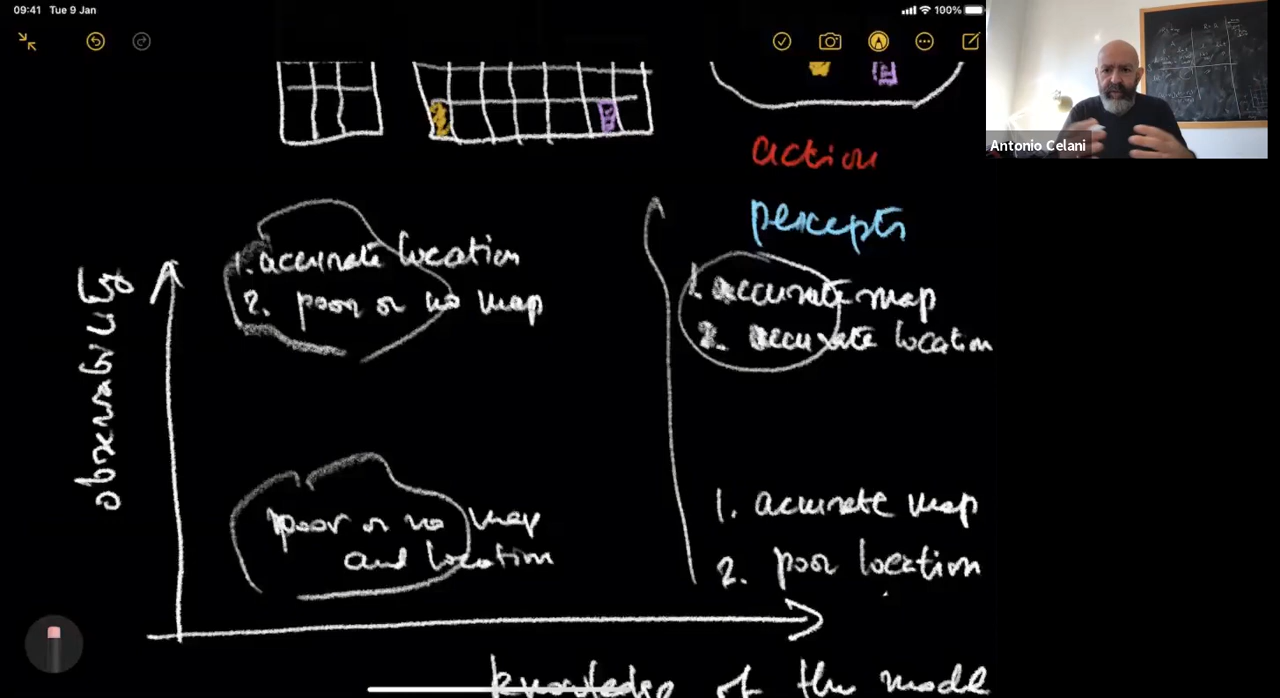 09:41 Tue 9 Jan
100%
Antonio Celani
action
percepts
1. accurate location
2. poor or no map
1. accurate map
2. accurate location
observability
poor or no map
and location
1. accurate map
2. poor location
knowledge of the model